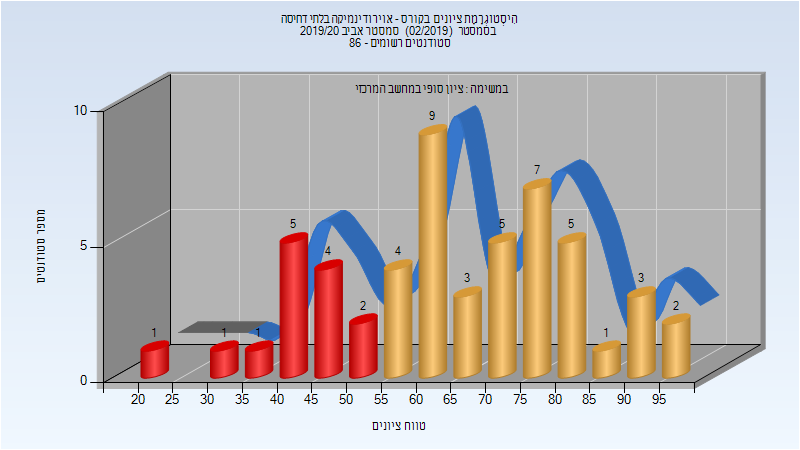 היסטוגרמת ציונים בקורס - אוירודינמיקה בלתי דחיסה
בסמסטר (02/2019) סמסטר אביב 2019/20
סטודנטים רשומים - 86
במשימה : ציון סופי במחשב המרכזי
מספר סטודנטים
10
5
0
1
1
1
5
4
2
4
9
3
5
7
5
1
3
2
20 25 30 35 40 45 50 55 60 65 70 75 80 85 90 95
טווח ציונים